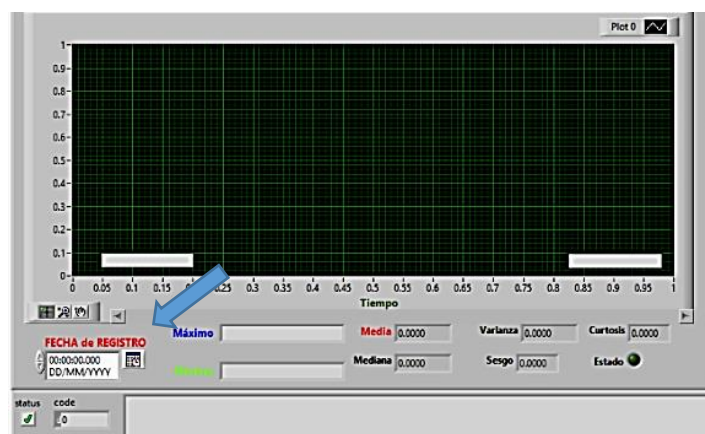 Plot 0
1
0.9
0.8
0.7
0.6
0.5
0.4
0.3
0.2
0.1
0
0 0.05 0.1 0.15 0.25 0.3 0.35 0.4 0.45 0.5 0.55 0.6 0.65 0.7 0.75 0.8 0.85 0.9 0.95 1
Tiempo
FECHA de REGISTRO
00:00:00.000
DD/MM/YYYY
Máximo
Media 0.0000
Varianza 0.0000
Curtosis 0.0000
Mediana 0.0000
Sesgo 0.0000
Estado
status code
0